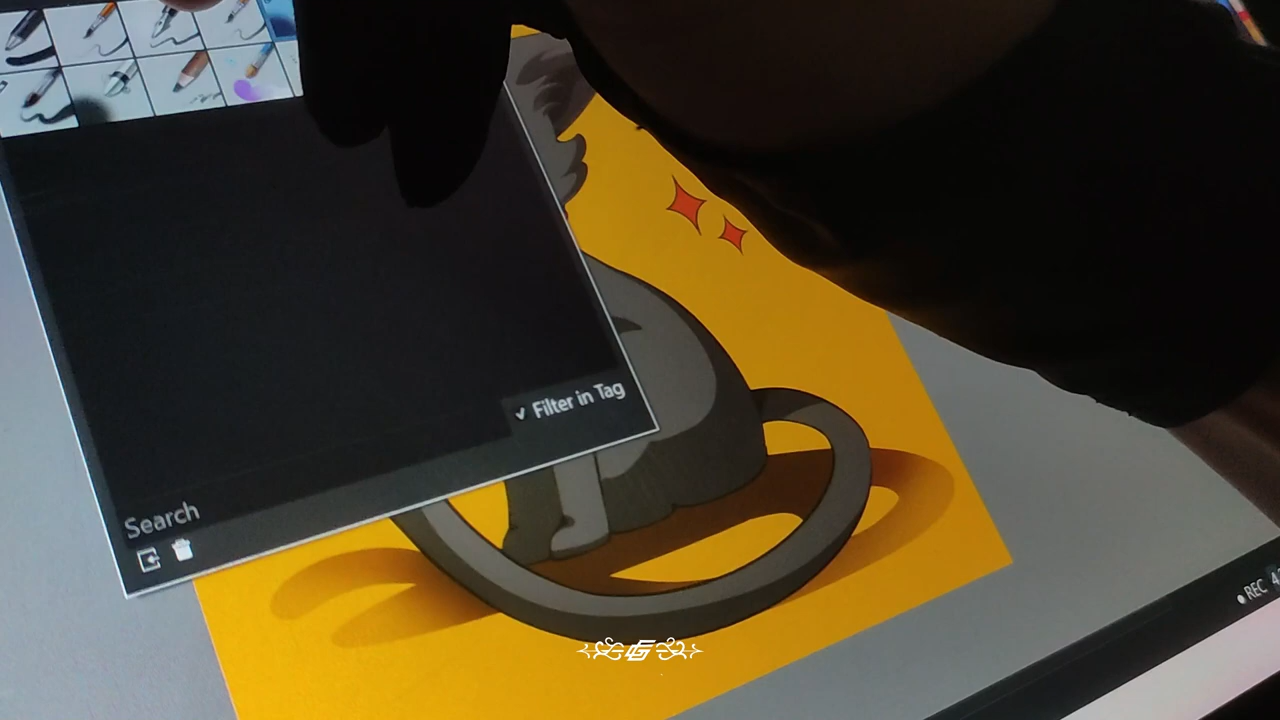 ✓ Filter in Tag
Search
● REC